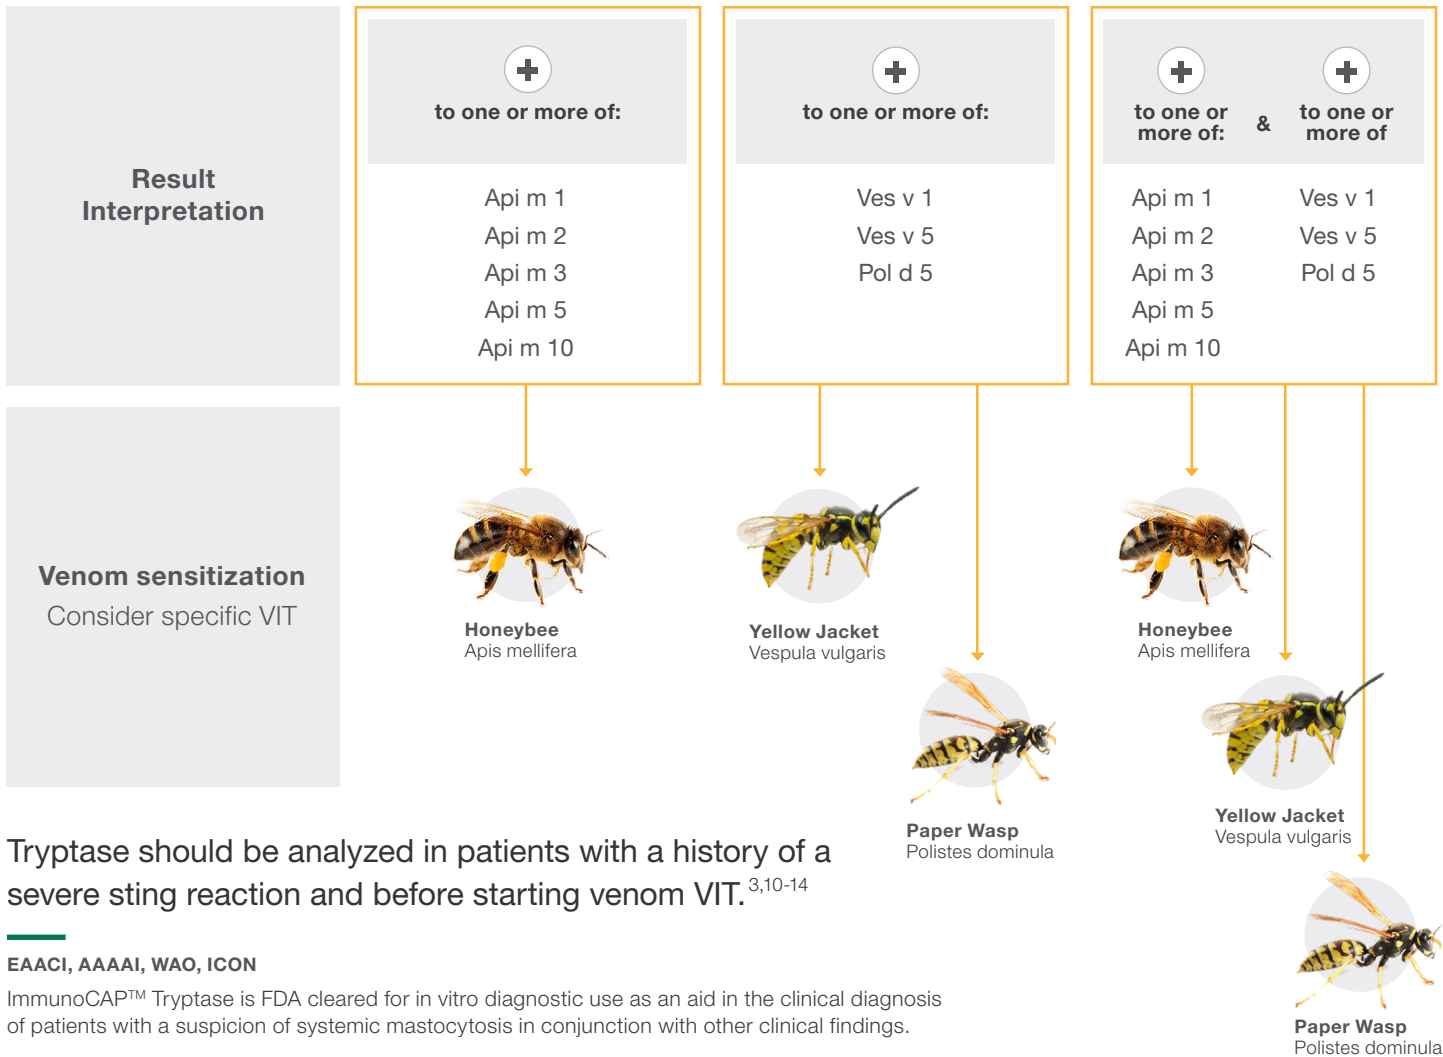 Result
Interpretation
to one or more of:
Api m 1
Api m 2
Api m 3
Api m 5
Api m 10
to one or more of:
Ves v 1
Ves v 5
Pol d 5
to one or
more of:
&
to one or
more of
Api m 1
Api m 2
Api m 3
Api m 5
Api m 10
Ves v 1
Ves v 5
Pol d 5
Venom sensitization
Consider specific VIT
Honeybee
Apis mellifera
Yellow Jacket
Vespula vulgaris
Paper Wasp
Polistes dominula
Honeybee
Apis mellifera
Yellow Jacket
Vespula vulgaris
Paper Wasp
Polistes dominula
Tryptase should be analyzed in patients with a history of a
severe sting reaction and before starting venom VIT. 3,10-14
EAACI, AAAAI, WAO, ICON
ImmunoCAP™ Tryptase is FDA cleared for in vitro diagnostic use as an aid in the clinical diagnosis
of patients with a suspicion of systemic mastocytosis in conjunction with other clinical findings.